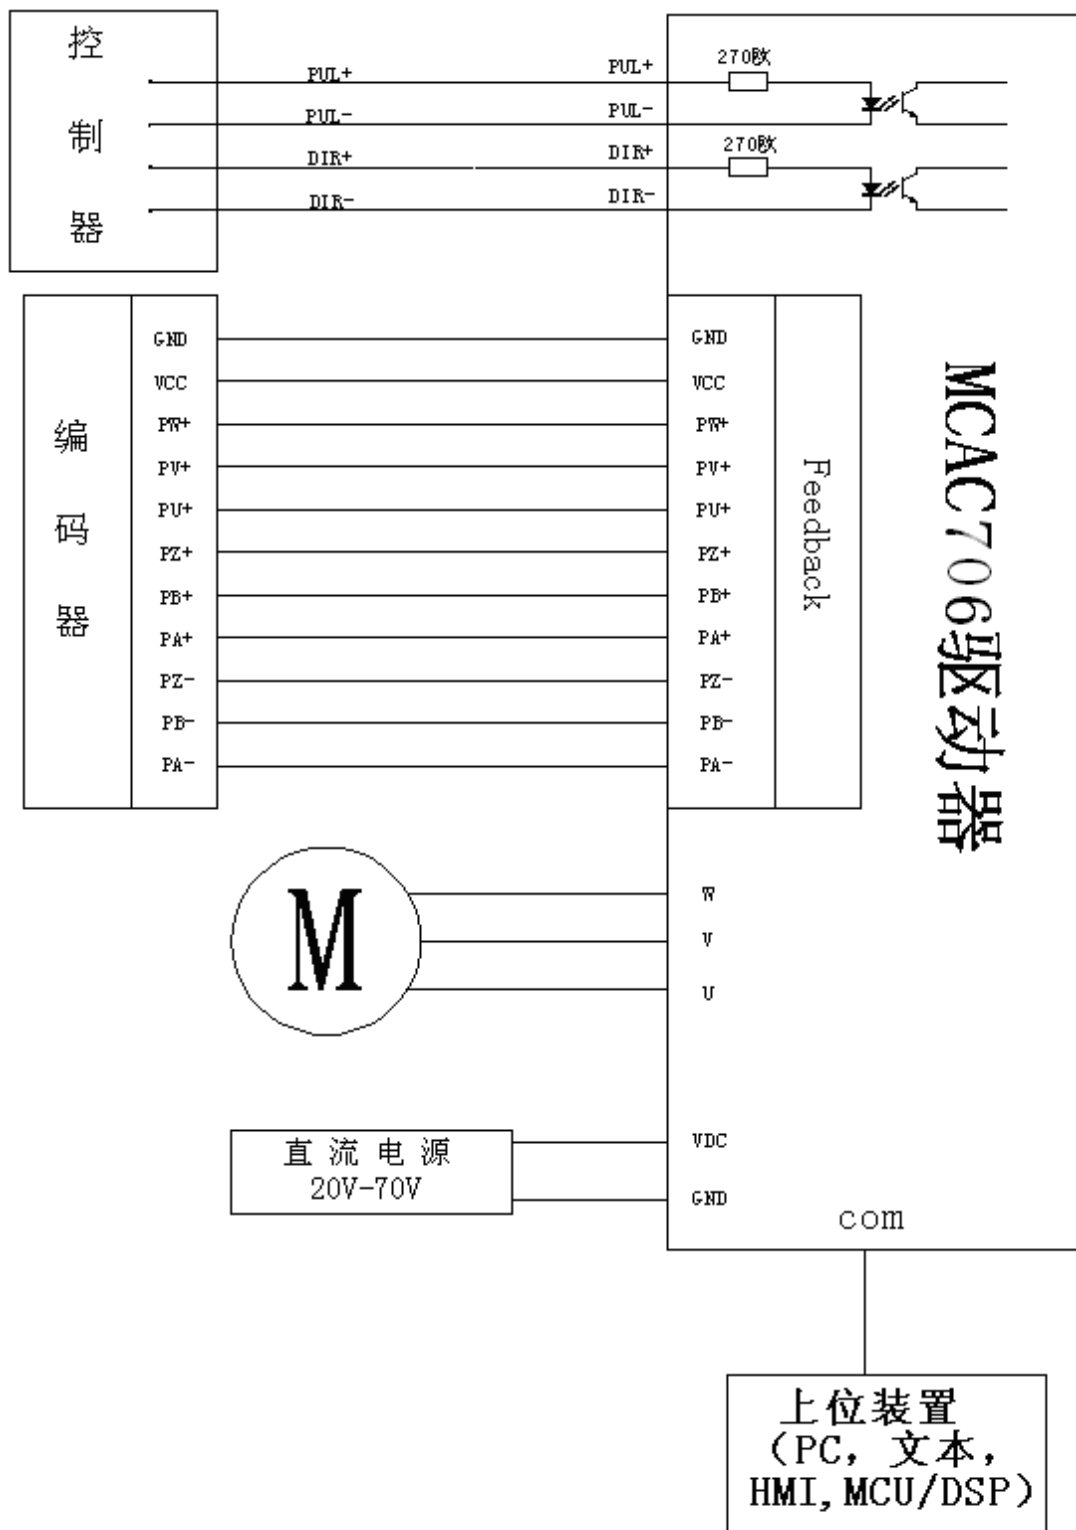 控
制
器
PUL+
PUL-
DIR+
DIR-
PUL+
PUL-
DIR+
DIR-
270欧
270欧
编
码
器
GND
VCC
PW+
PV+
PU+
PZ+
PB+
PA+
PZ-
PB-
PA-
GND
VCC
PW+
PV+
PU+
PZ+
PB+
PA+
PZ-
PB-
PA-
Feedback
MCAC706驱动器
M
W
V
U
直流电源
20V-70V
VDC
GND
com
上位装置
（PC，文本，
HMI,MCU/DSP）